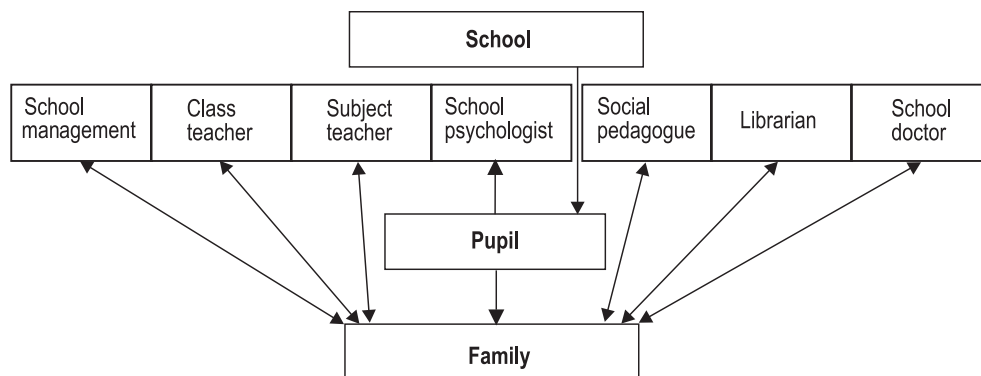 School
School
management
Class
teacher
Subject
teacher
School
psychologist
Social
pedagogue
Librarian
School
doctor
Pupil
Family